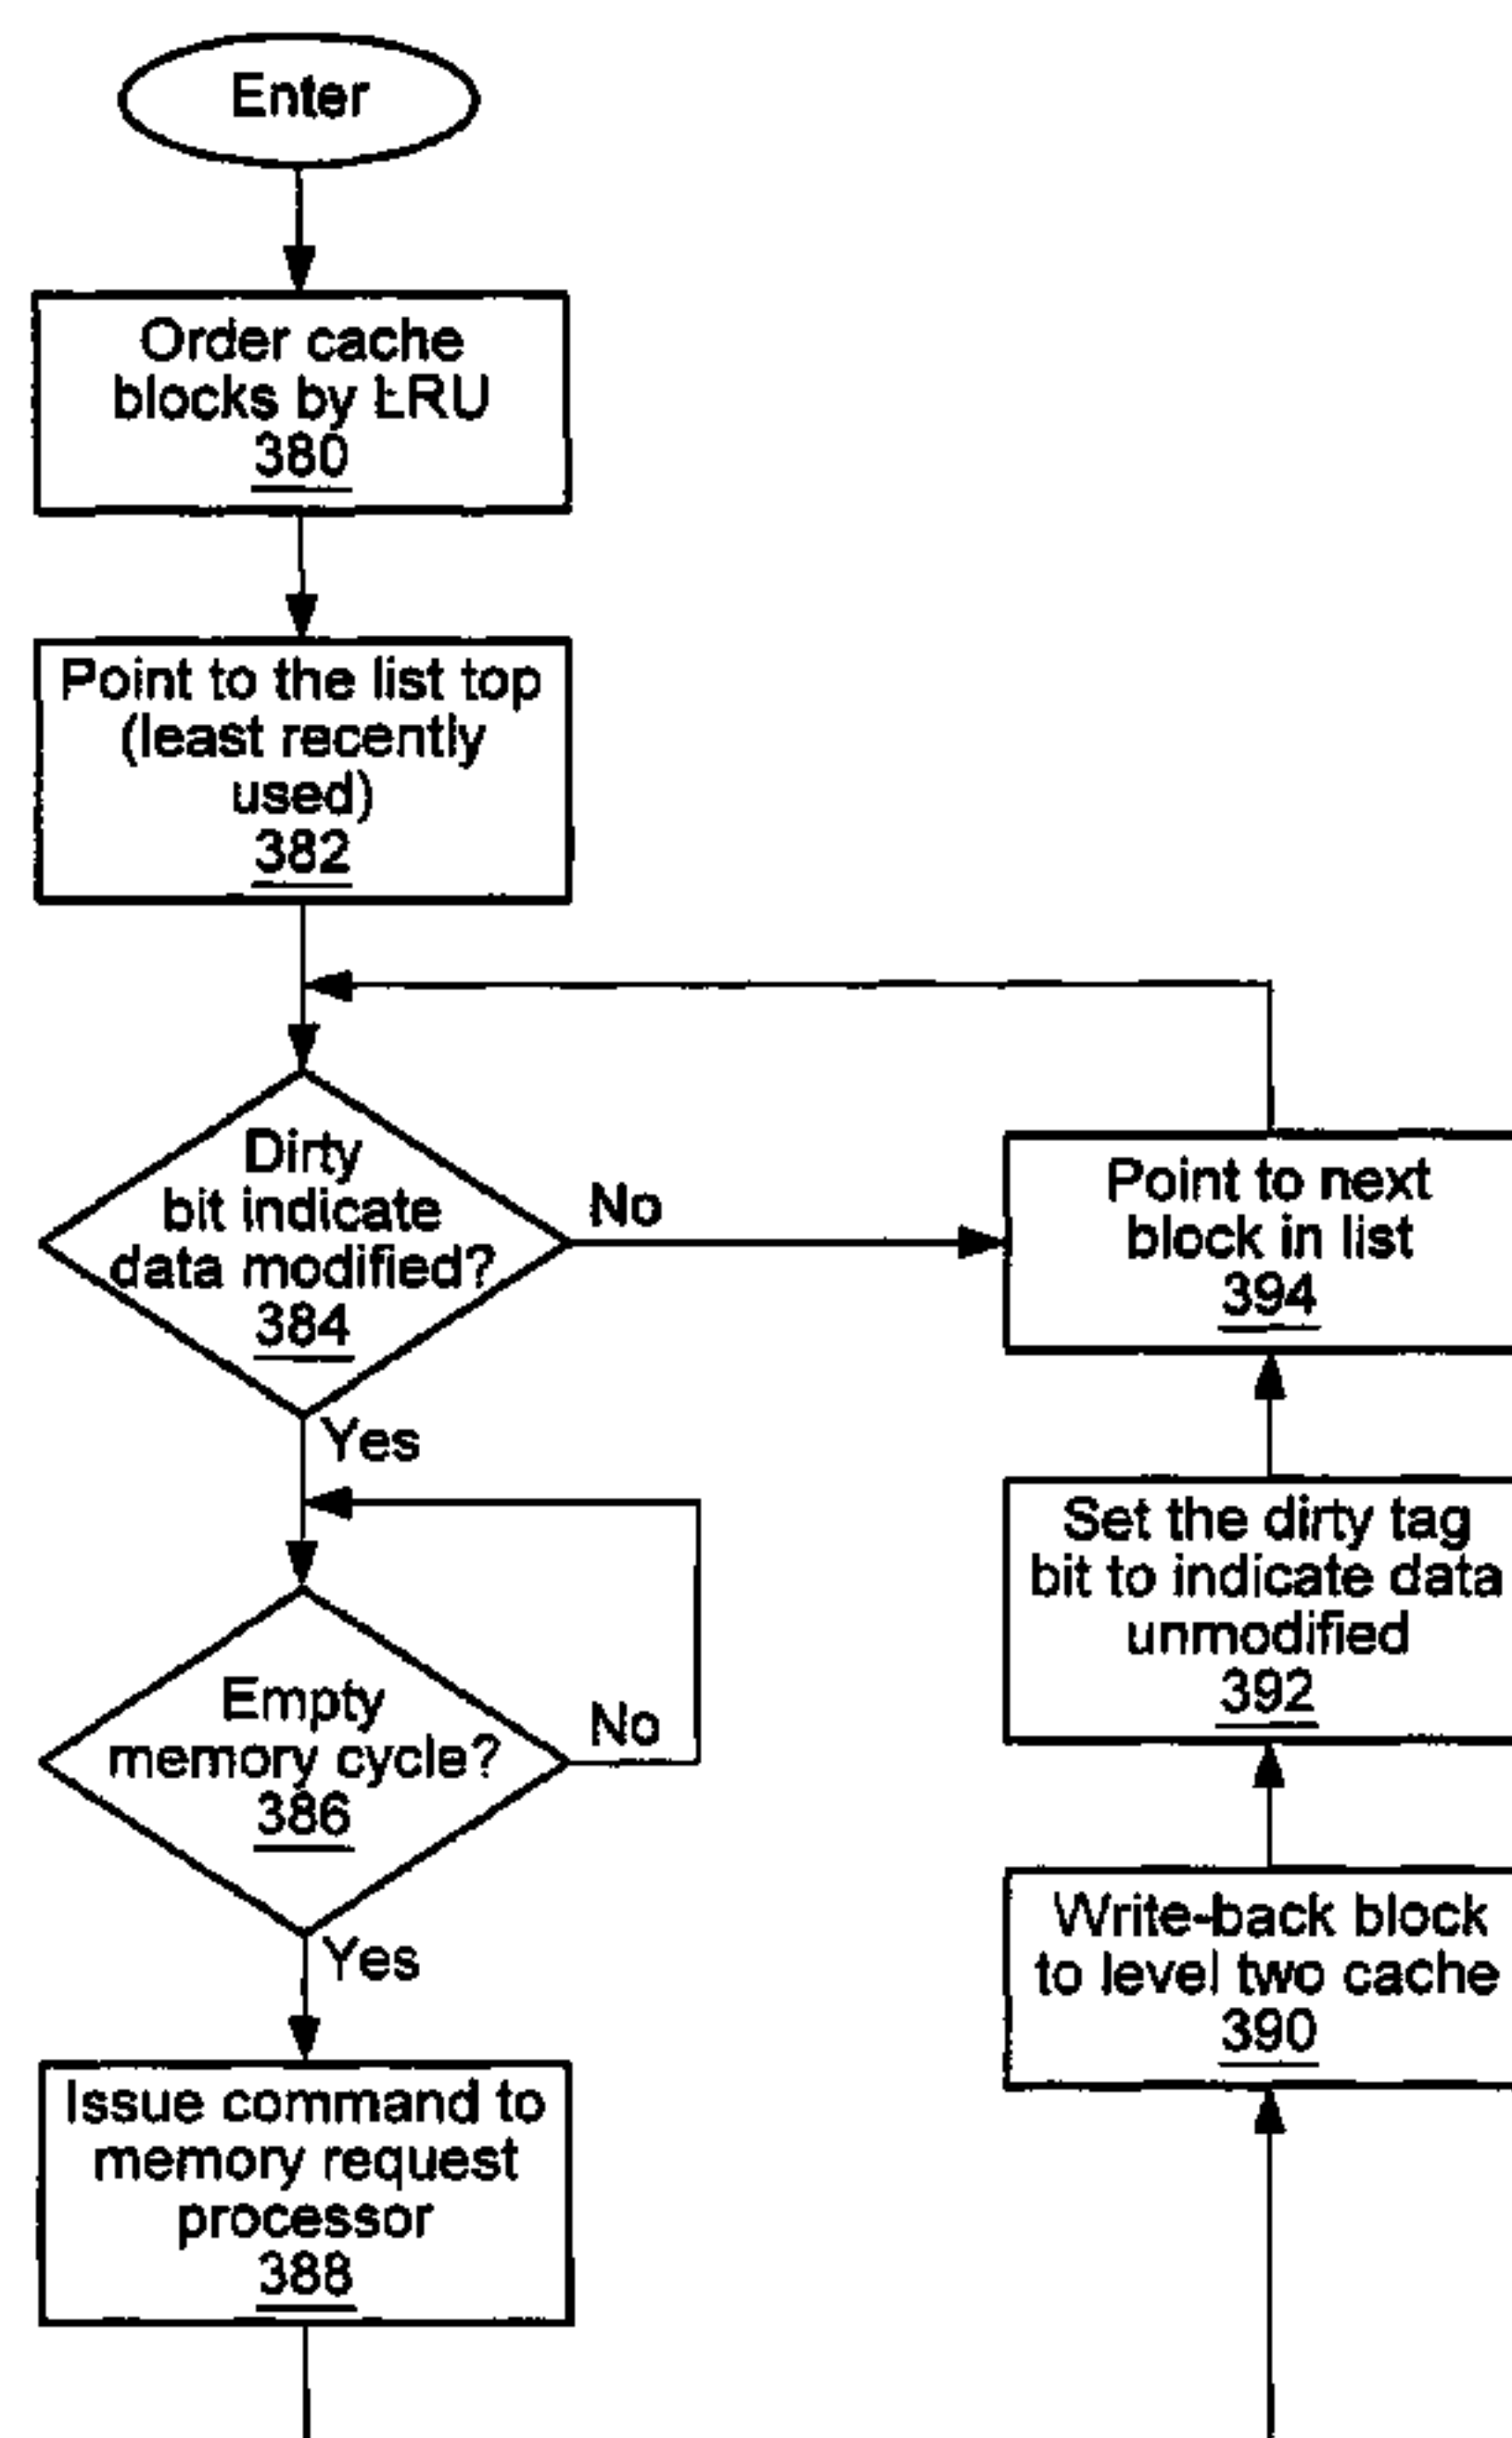 Enter
Order cache
blocks by LRU
380
Point to the list top
(least recently
used)
382
Dirty
bit indicate
data modified?
384
No
Yes
Point to next
block in list
394
Empty
memory cycle?
386
No
Yes
Set the dirty tag
bit to indicate data
unmodified
392
Write-back block
to level two cache
390
Issue command to
memory request
processor
388